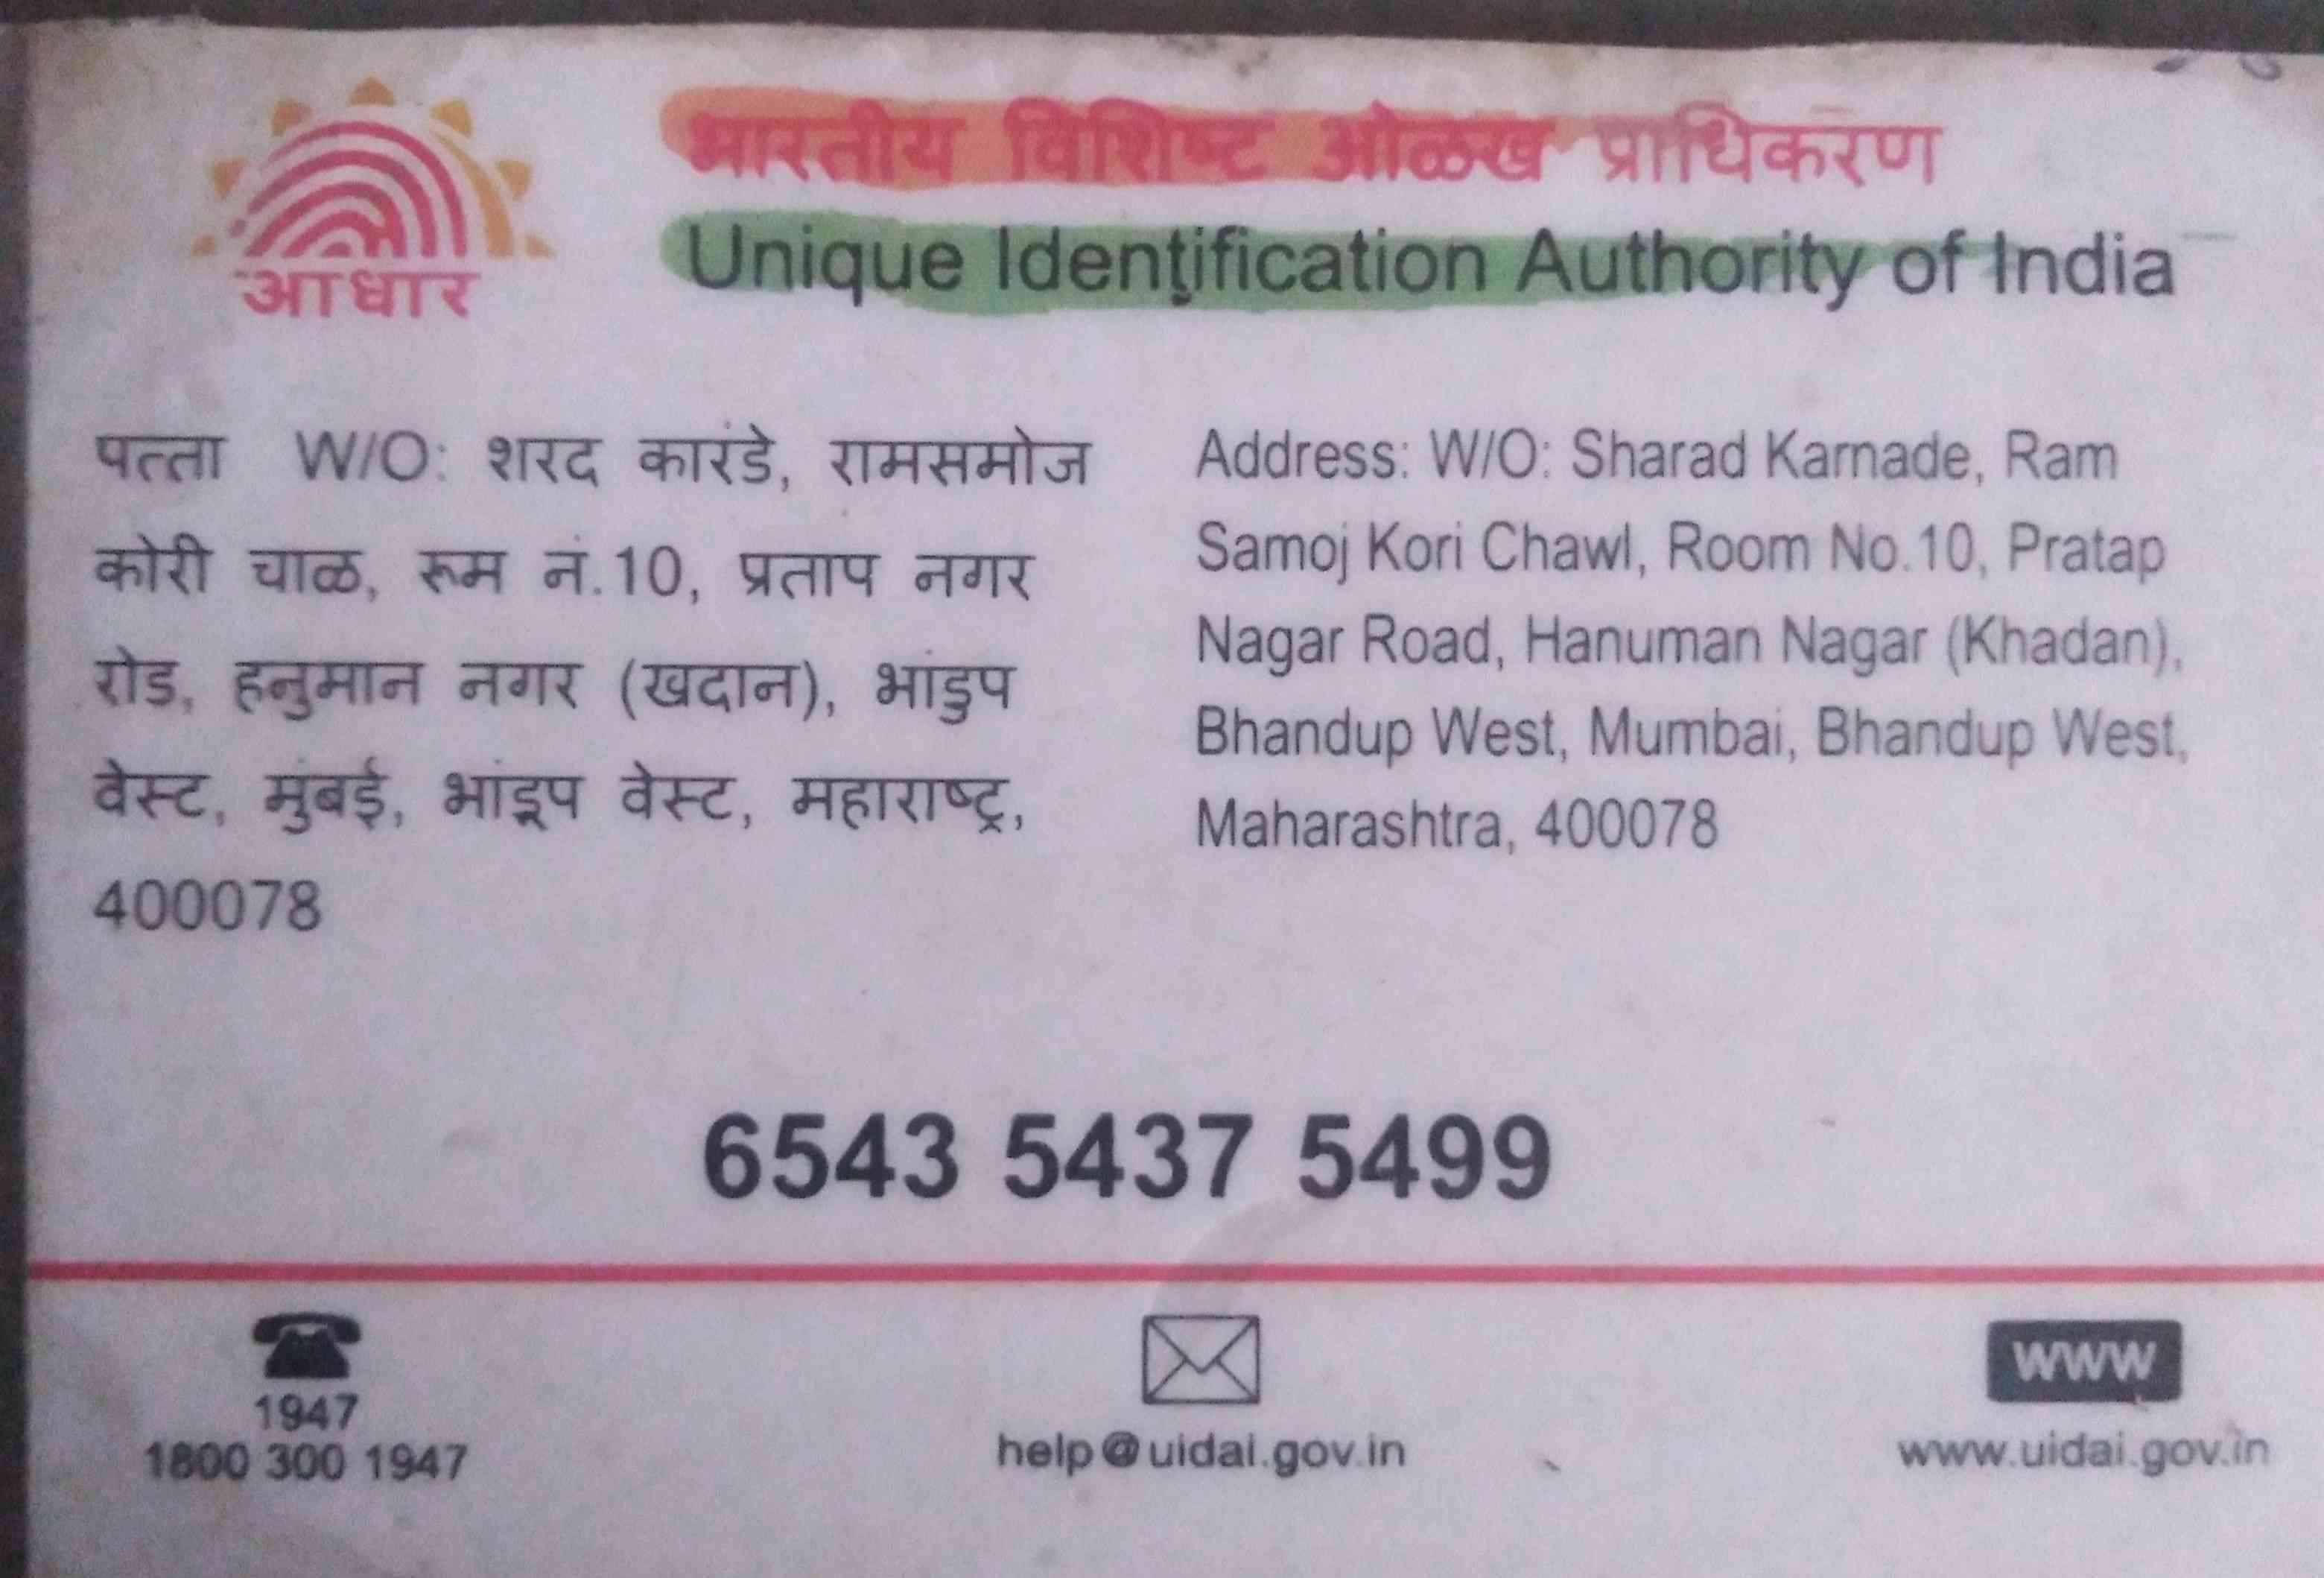 भारतीय विशिष्ट ओळख प्राधिकरण
Unique Identification Authority of India
आधार
पत्ता W/O: शरद कारंडे, रामसमोज
कोरी चाळ, रूम नं.10, प्रताप नगर
रोड, हनुमान नगर (खदान), भांडुप
वेस्ट, मुंबई, भांडूप वेस्ट, महाराष्ट्र,
400078
Address: W/O: Sharad Karnade, Ram
Samoj Kori Chawl, Room No.10, Pratap
Nagar Road, Hanuman Nagar (Khadan),
Bhandup West, Mumbai, Bhandup West,
Maharashtra, 400078
6543 5437 5499
1947
1800 300 1947
help@uidai.gov.in
www
www.uidai.gov.in